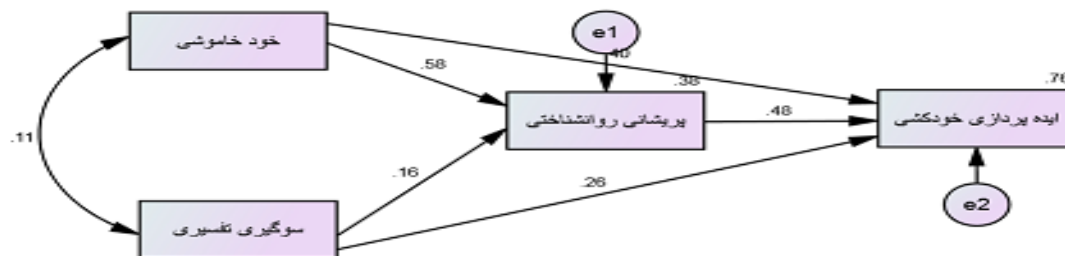 خود خاموشی
e1
.40
.58
.38
.76
پریشانی روانشناختی
.48
ایده پردازی خودکشی
.11
.16
.26
e2
سوگیری تفسیری